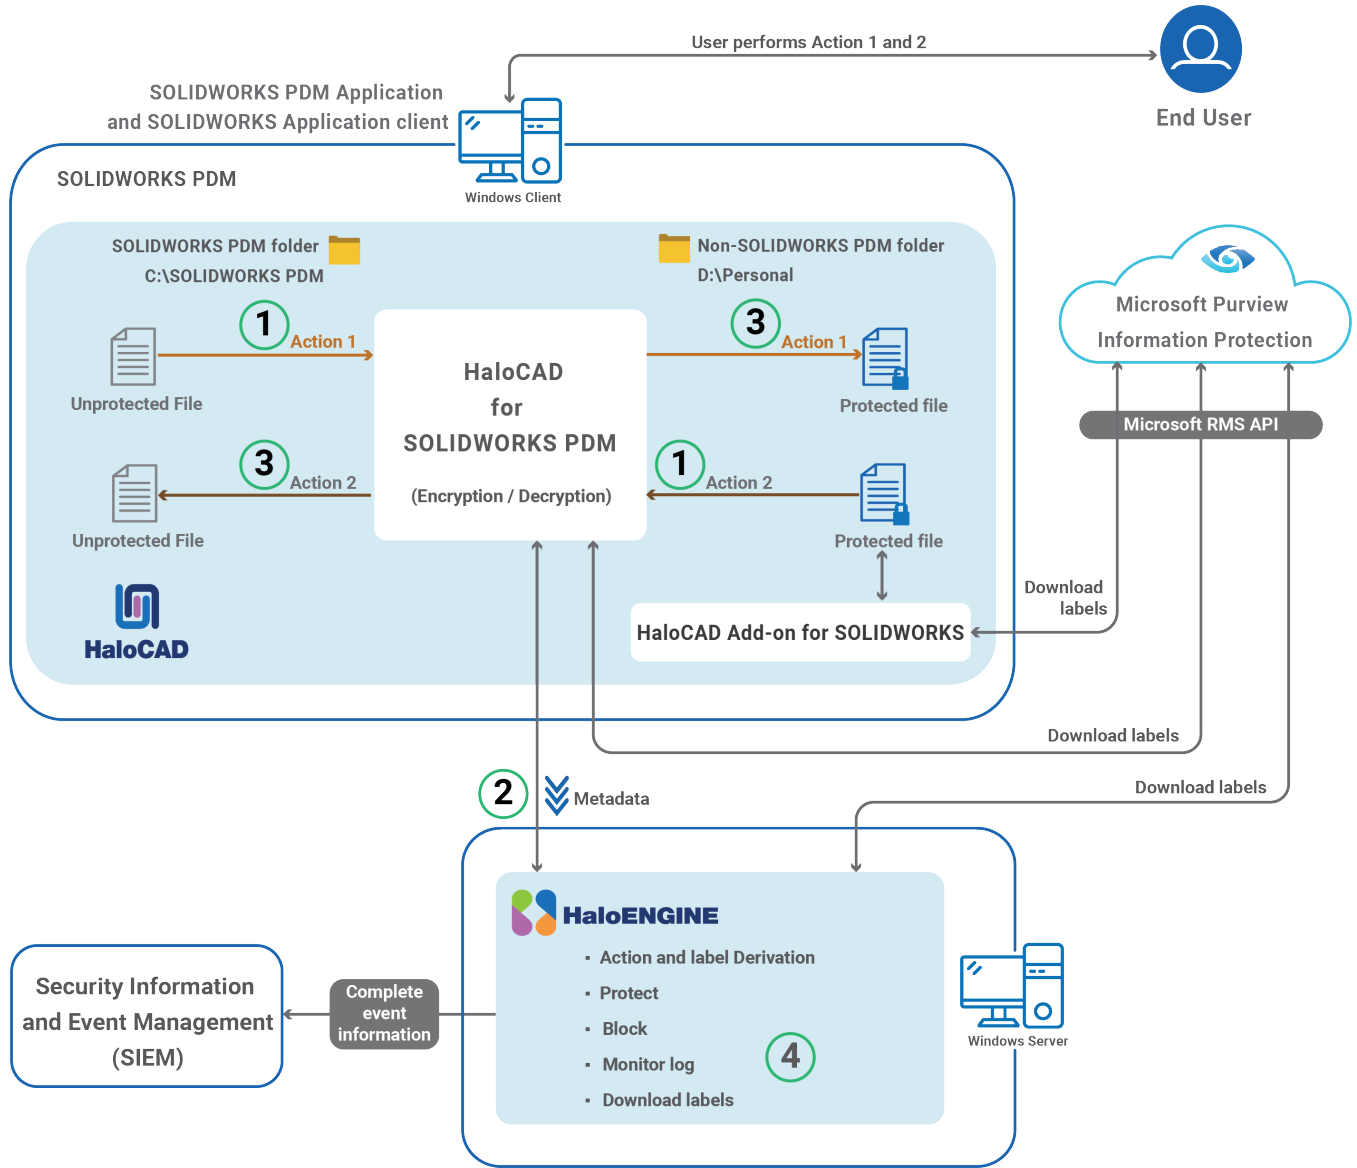 User performs Action 1 and 2
End User
SOLIDWORKS PDM Application
and SOLIDWORKS Application client
Windows Client
SOLIDWORKS PDM
SOLIDWORKS PDM folder
C:\SOLIDWORKS PDM
Non-SOLIDWORKS PDM folder
D:\Personal
1
Action 1
Unprotected File
3
Action 1
Protected file
HaloCAD
for
SOLIDWORKS PDM
(Encryption / Decryption)
3
Action 2
Unprotected File
1
Action 2
Protected file
HaloCAD
HaloCAD Add-on for SOLIDWORKS
Microsoft Purview
Information Protection
Microsoft RMS API
Download
labels
Download labels
Download labels
2
Metadata
HaloENGINE
▪ Action and label Derivation
▪ Protect
▪ Block
▪ Monitor log
▪ Download labels
4
Windows Server
Complete
event
information
Security Information
and Event Management
(SIEM)